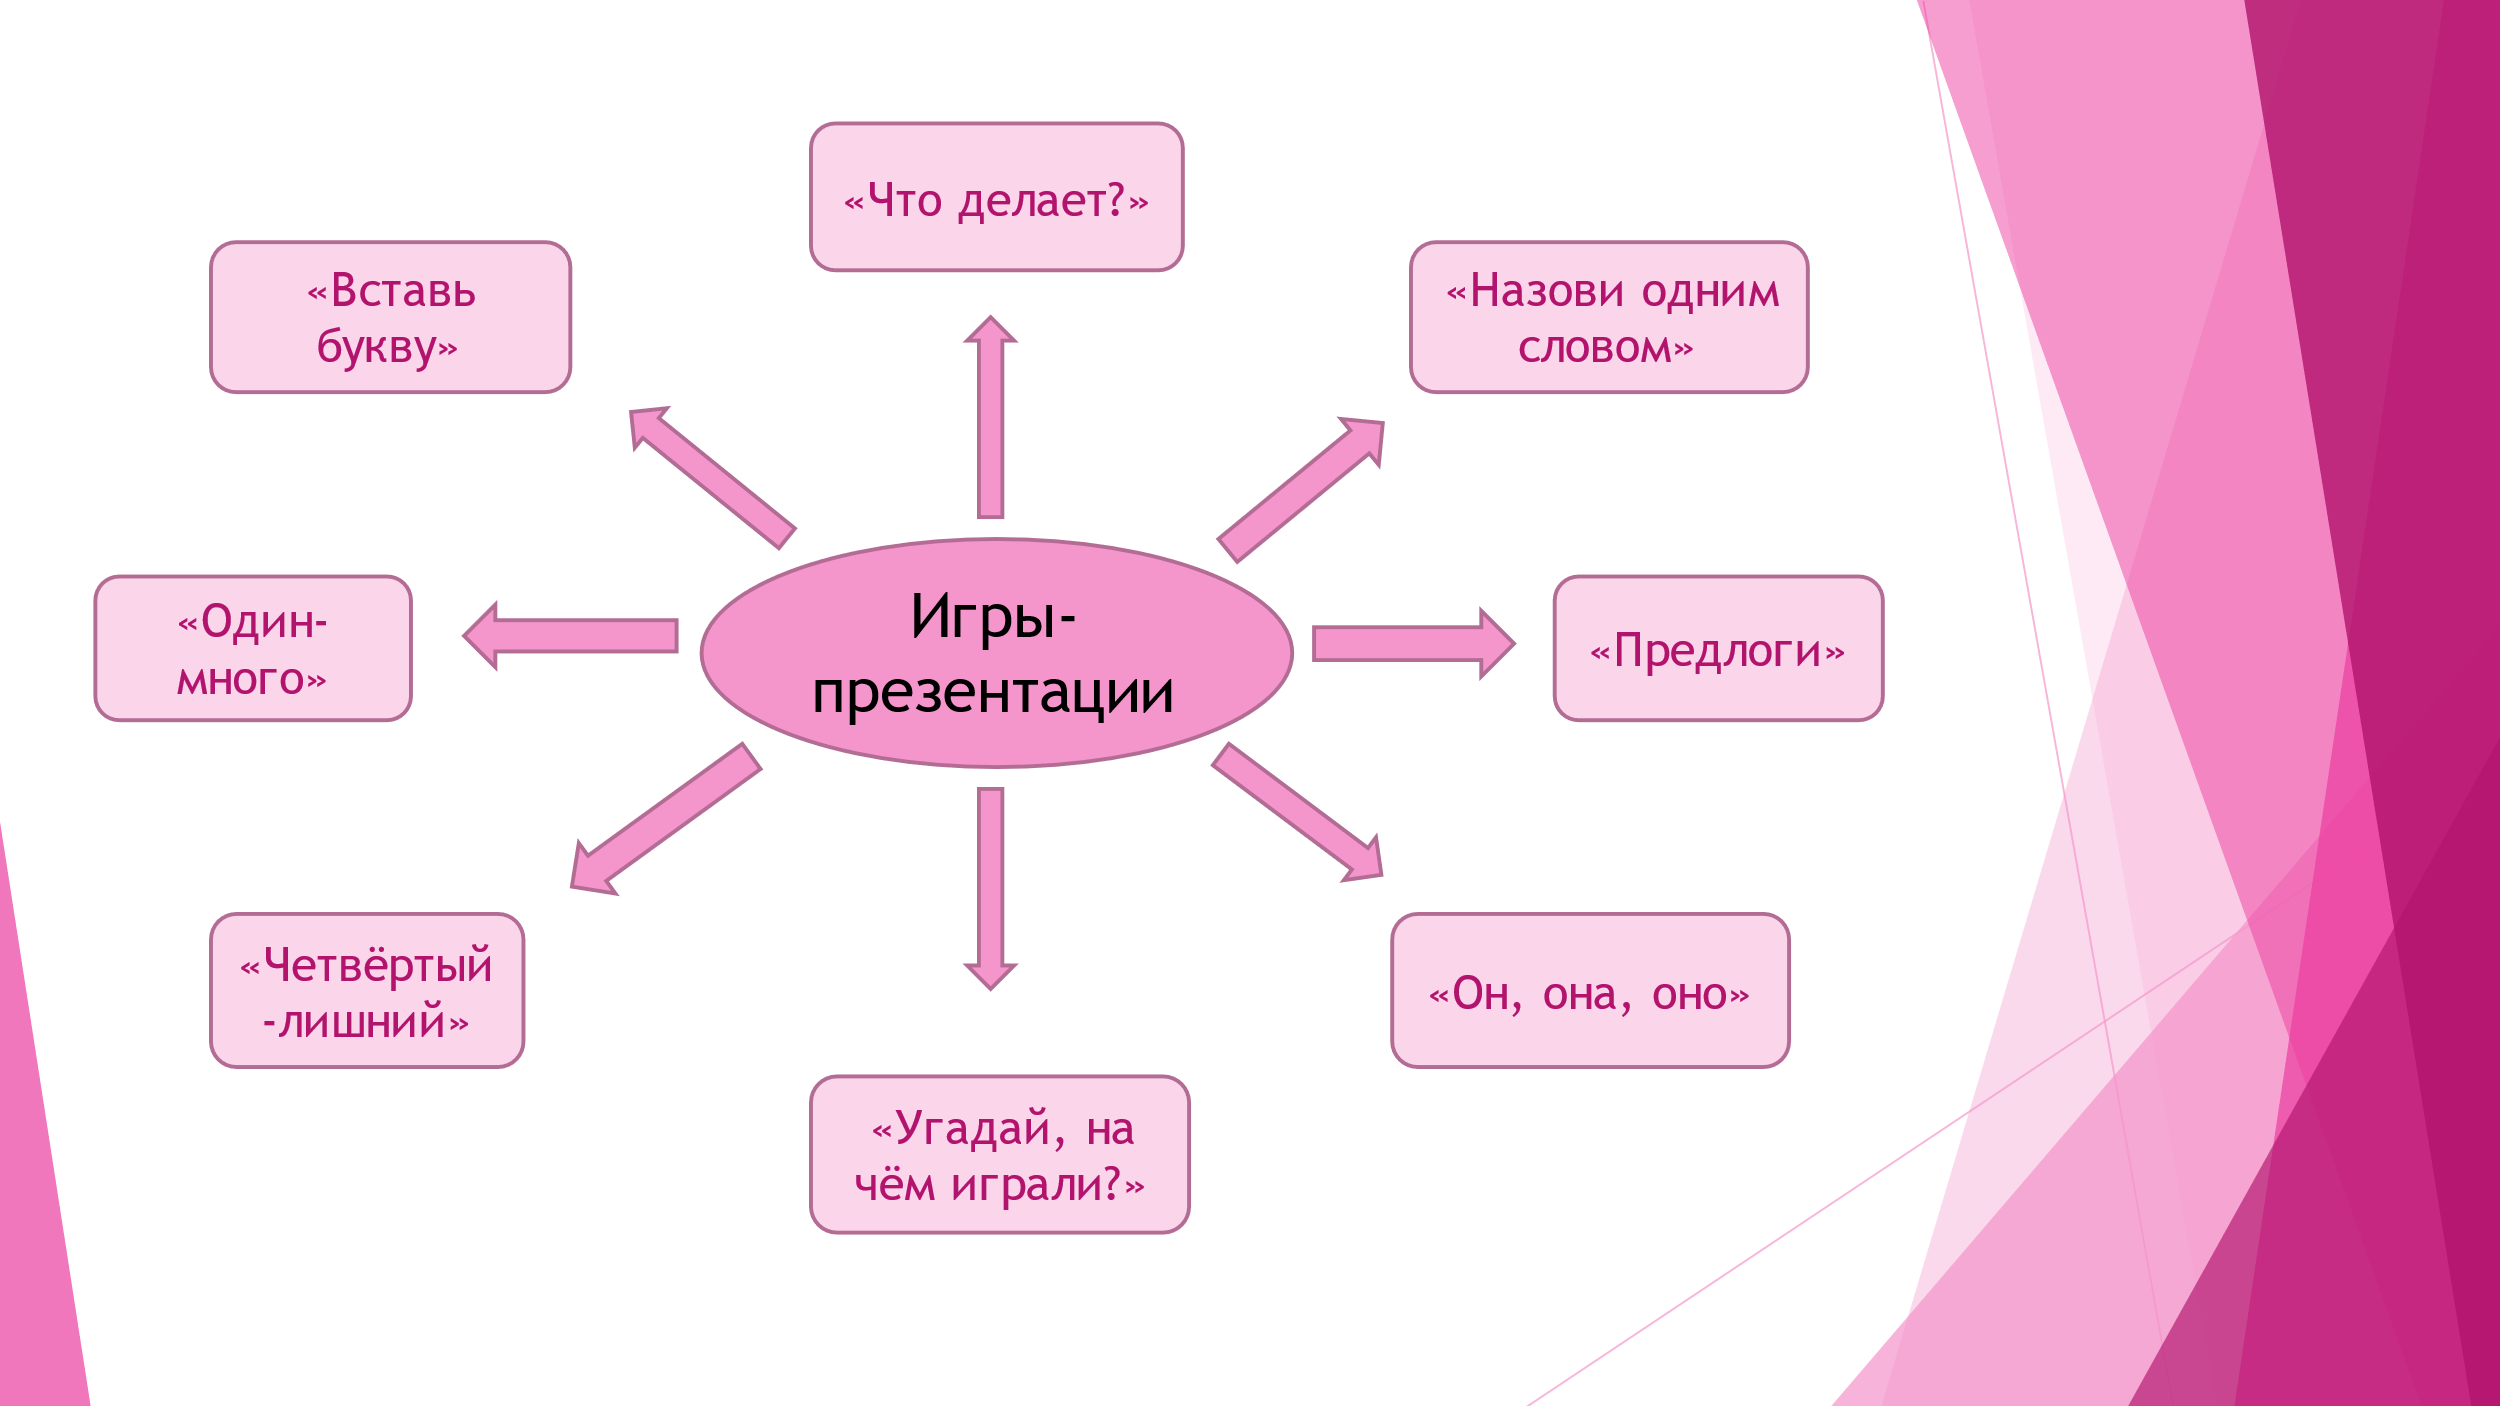 «Что делает?»
«Вставь
букву»
«Назови одним
словом»
«Один-
много»
Игры-
презентации
«Предлоги»
«Четвёртый
-лишний»
«Он, она, оно»
«Угадай, на
чём играли?»